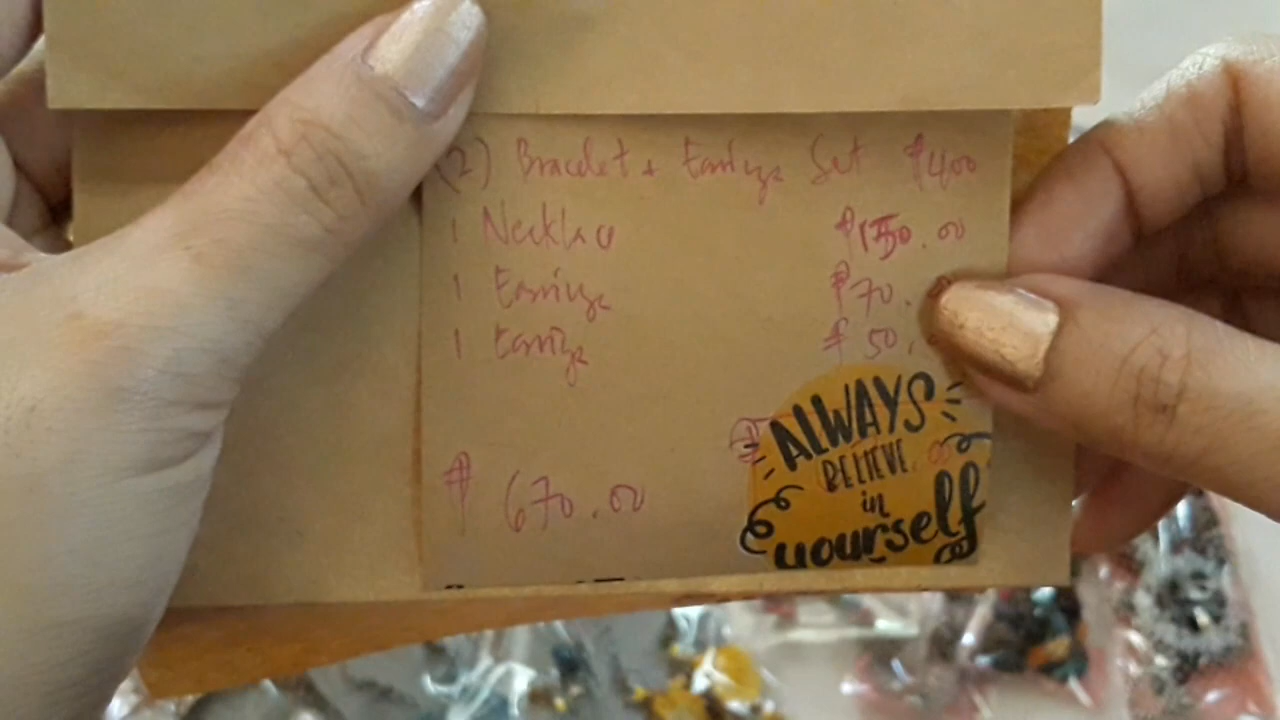 (2) Bracelet + Earrings Set ₱400
1 Necklace ₱150.00
1 Earrings ₱70.
1 Earrings ₱50.
₱ 670.00
ALWAYS
BELIEVE
in
yourself